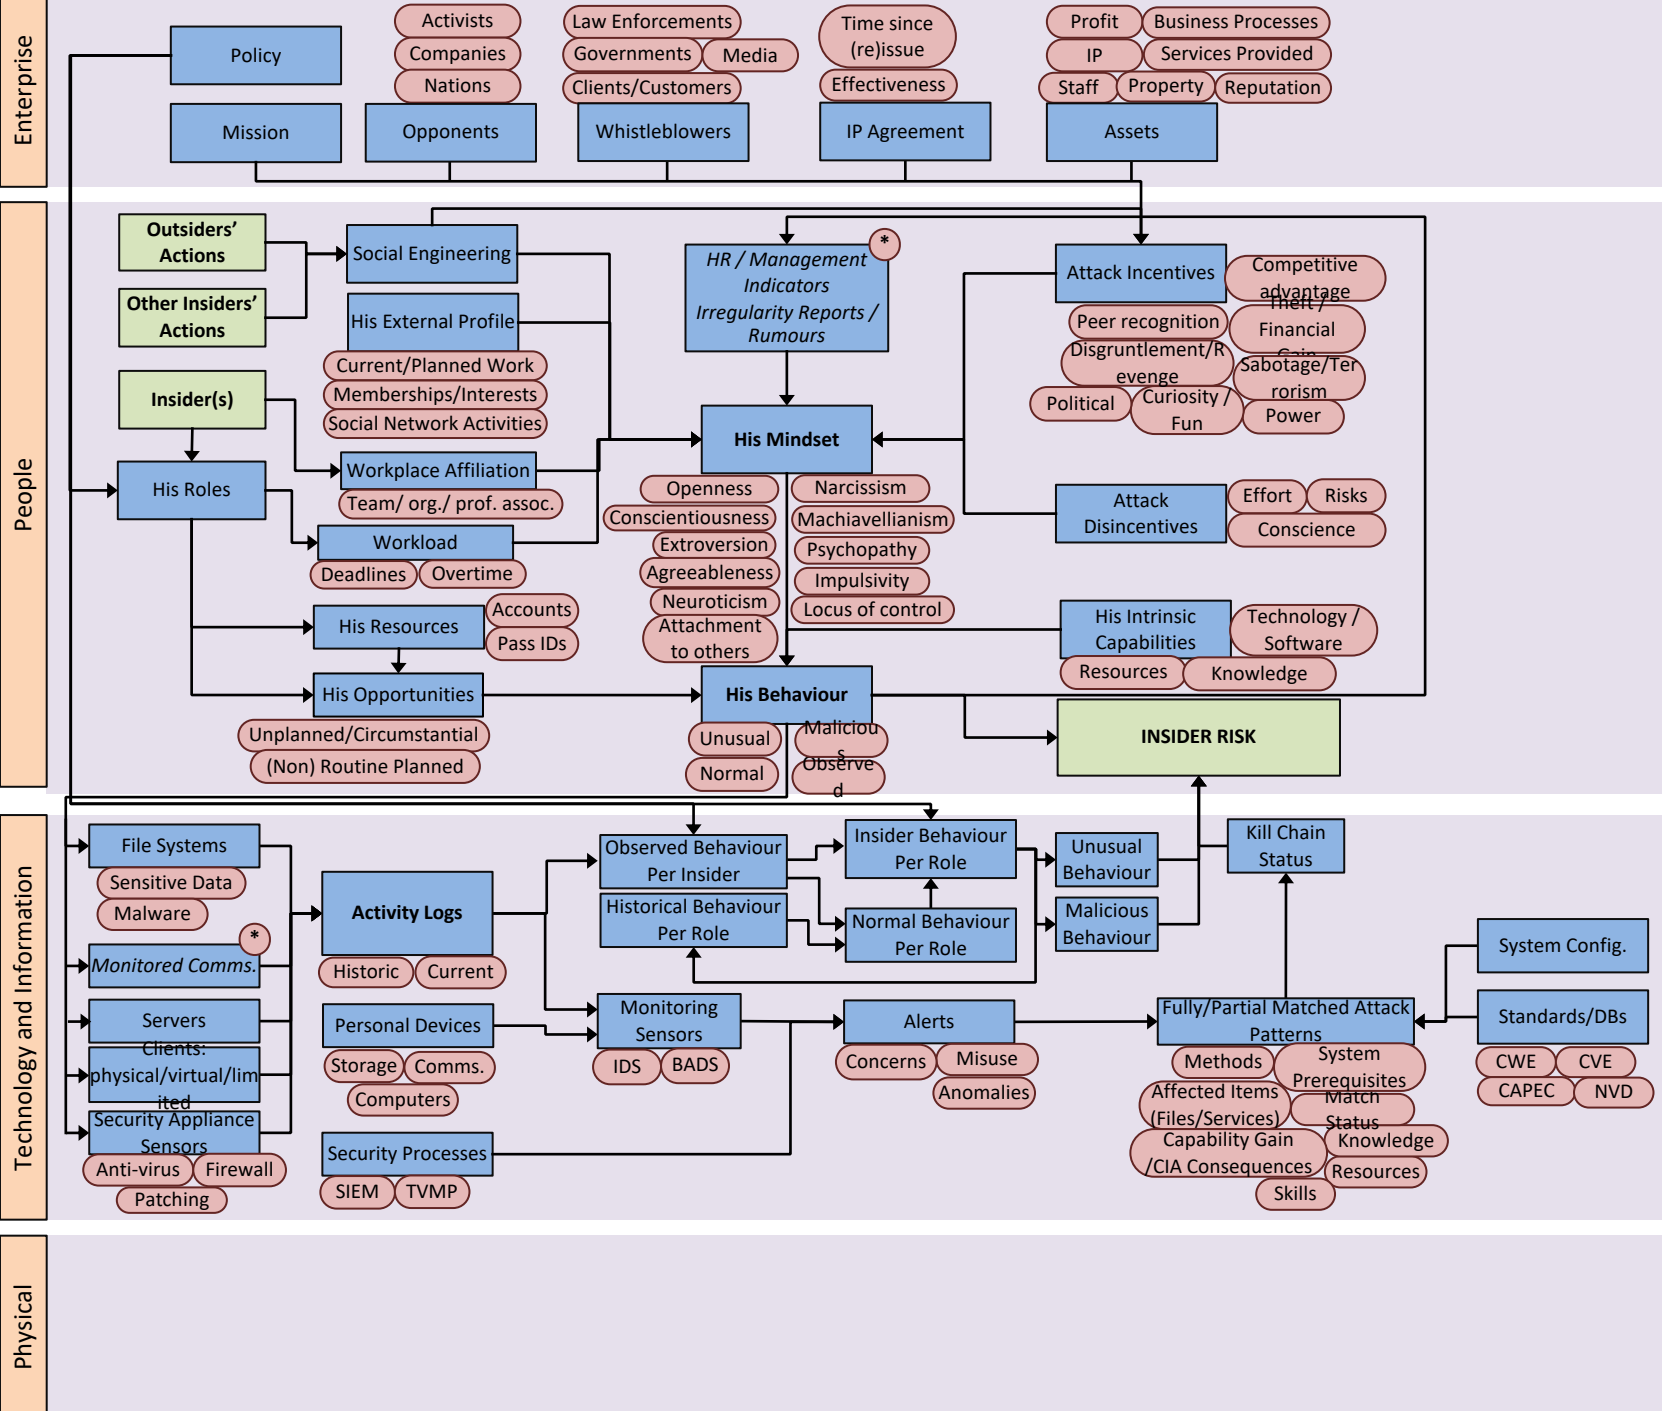 Enterprise
Policy
Activists
Companies
Nations
Law Enforcements
Governments
Media
Clients/Customers
Time since
(re)issue
Effectiveness
Profit
Business Processes
IP
Services Provided
Staff
Property
Reputation
Mission
Opponents
Whistleblowers
IP Agreement
Assets
People
Outsiders’
Actions
Other Insiders’
Actions
Insider(s)
His Roles
Social Engineering
His External Profile
Current/Planned Work
Memberships/Interests
Social Network Activities
Workplace Affiliation
Team/ org./ prof. assoc.
Workload
Deadlines
Overtime
His Resources
Accounts
Pass IDs
His Opportunities
Unplanned/Circumstantial
(Non) Routine Planned
*
HR / Management
Indicators
Irregularity Reports /
Rumours
His Mindset
Openness
Conscientiousness
Extroversion
Agreeableness
Neuroticism
Attachment
to others
Narcissism
Machiavellianism
Psychopathy
Impulsivity
Locus of control
His Behaviour
Unusual
Normal
Maliciou
s
Observe
d
Attack Incentives
Competitive
advantage
Peer recognition
Theft /
Financial
Gain
Disgruntlement/R
evenge
Sabotage/Ter
rorism
Political
Curiosity /
Fun
Power
Attack
Disincentives
Effort
Risks
Conscience
His Intrinsic
Capabilities
Technology /
Software
Resources
Knowledge
INSIDER RISK
Technology and Information
File Systems
Sensitive Data
Malware
*
Monitored Comms.
Servers
Clients:
physical/virtual/lim
ited
Security Appliance
Sensors
Anti-virus
Firewall
Patching
Activity Logs
Historic
Current
Personal Devices
Storage
Comms.
Computers
Security Processes
SIEM
TVMP
Observed Behaviour
Per Insider
Historical Behaviour
Per Role
Insider Behaviour
Per Role
Normal Behaviour
Per Role
Unusual
Behaviour
Malicious
Behaviour
Kill Chain
Status
Monitoring
Sensors
IDS
BADS
Alerts
Concerns
Misuse
Anomalies
Fully/Partial Matched Attack
Patterns
Methods
System
Prerequisites
Affected Items
(Files/Services)
Match
Status
Capability Gain
/CIA Consequences
Knowledge
Resources
Skills
System Config.
Standards/DBs
CWE
CVE
CAPEC
NVD
Physical